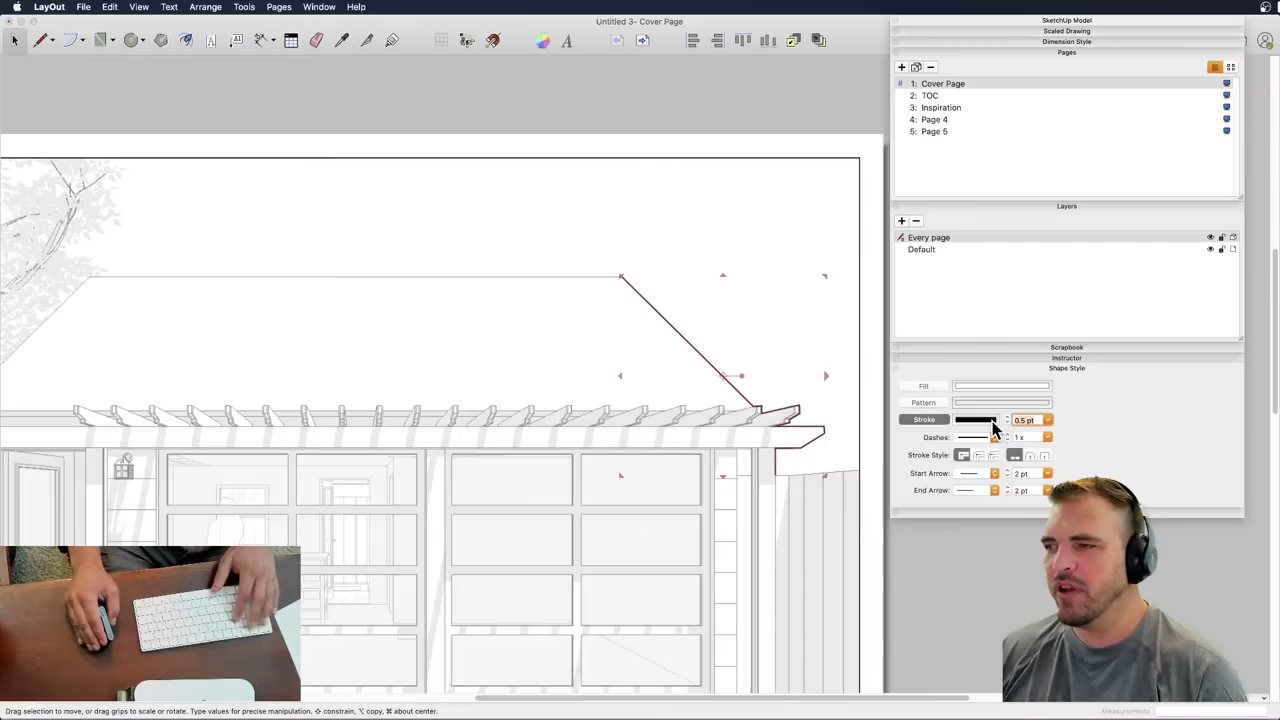 LayOut File Edit View Text Arrange Tools Pages Window Help
Untitled 3- Cover Page
A
SketchUp Model
Scaled Drawing
Dimension Style
Pages
# 1: Cover Page
2: TOC
3: Inspiration
4: Page 4
5: Page 5
Layers
Every page
Default
Scrapbook
Instructor
Shape Style
Fill
Pattern
Stroke 0.5 pt
Dashes: 1 x
Stroke Style:
Start Arrow: 2 pt
End Arrow: 2 pt
Drag selection to move, or drag grips to scale or rotate. Type values for precise manipulation. ⇧ constrain, ⌥ copy, ⌘ about center.
Measurements